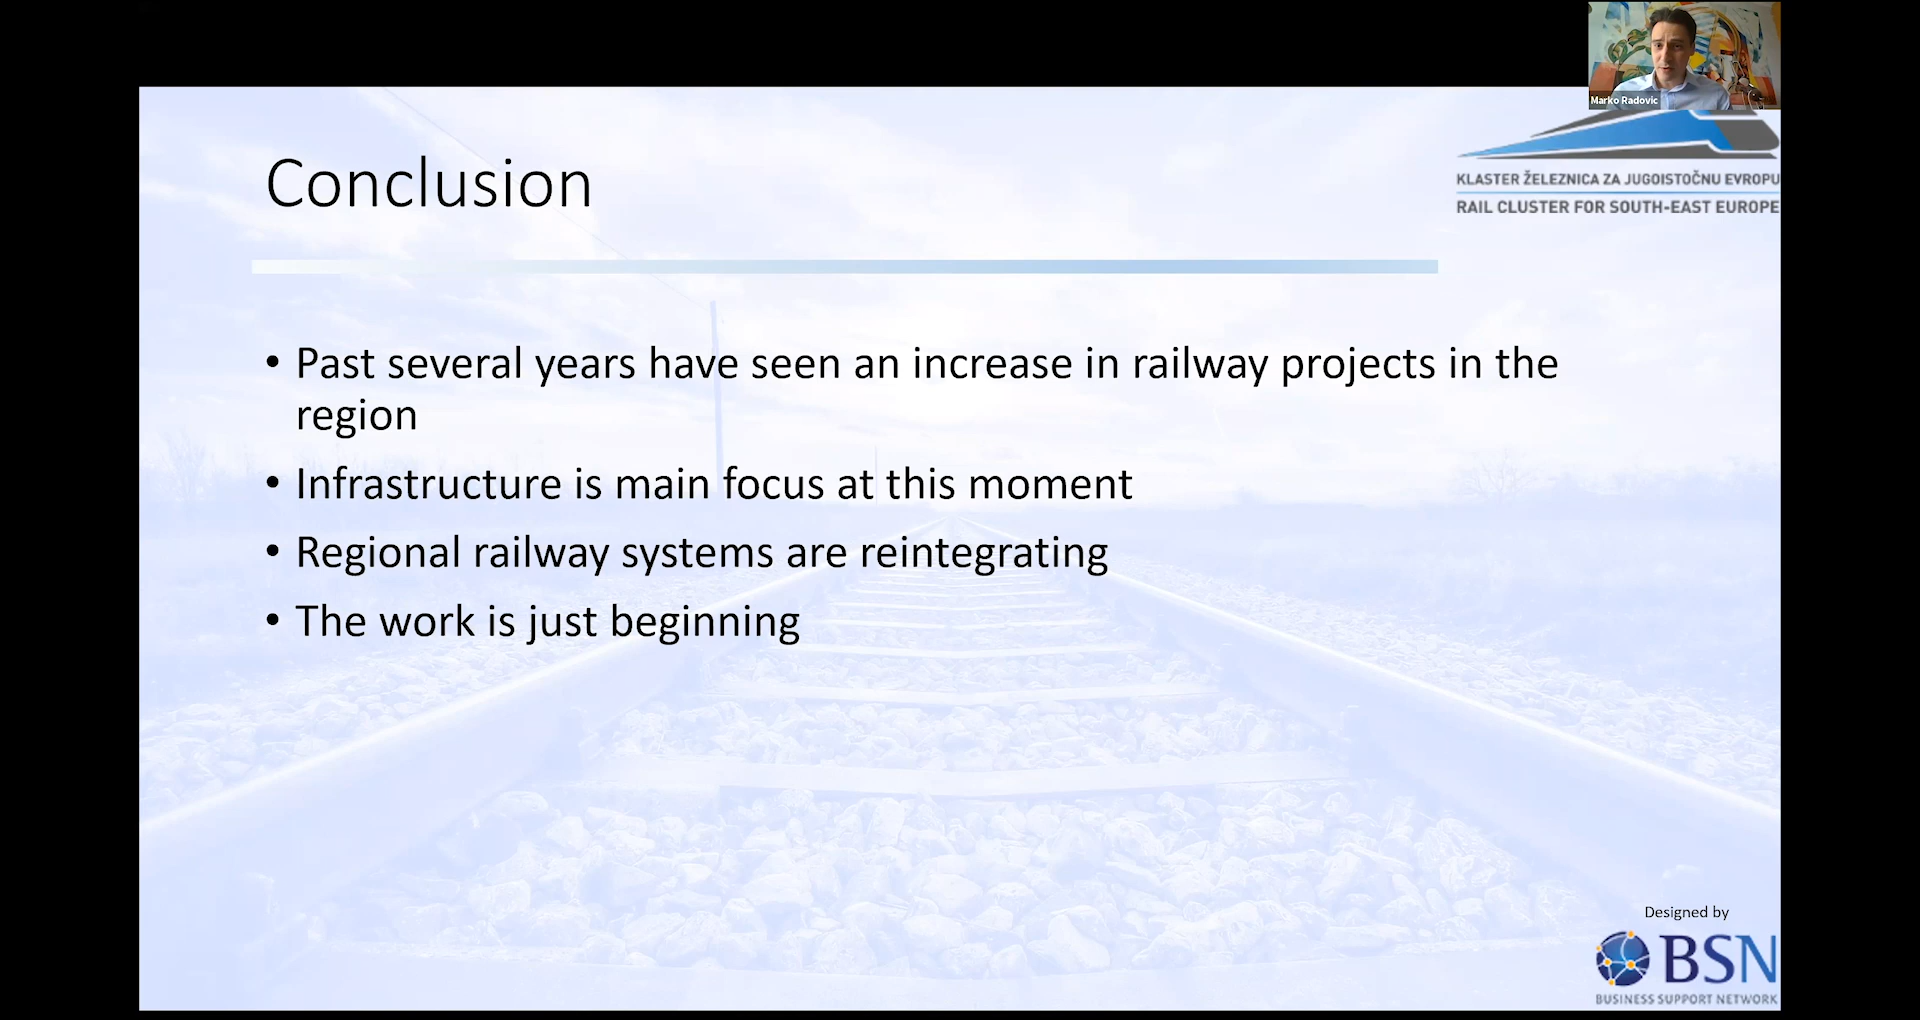 Marko Radovic
KLASTER ŽELEZNICA ZA JUGOISTOČNU EVROPU
RAIL CLUSTER FOR SOUTH-EAST EUROPE
Conclusion
• Past several years have seen an increase in railway projects in the
region
• Infrastructure is main focus at this moment
• Regional railway systems are reintegrating
• The work is just beginning
Designed by
BSN
BUSINESS SUPPORT NETWORK